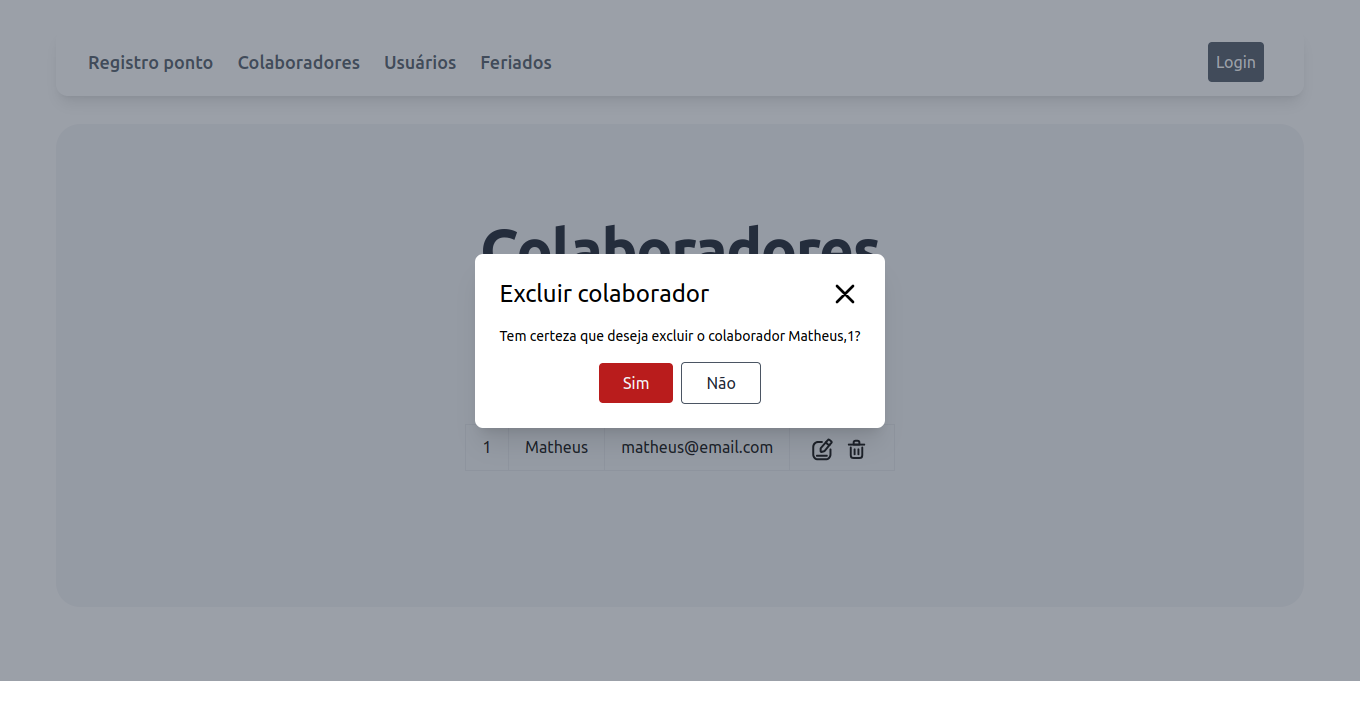 Registro ponto Colaboradores Usuários Feriados Login
Colaboradores
Excluir colaborador
Tem certeza que deseja excluir o colaborador Matheus,1?
Sim Não
1 Matheus matheus@email.com